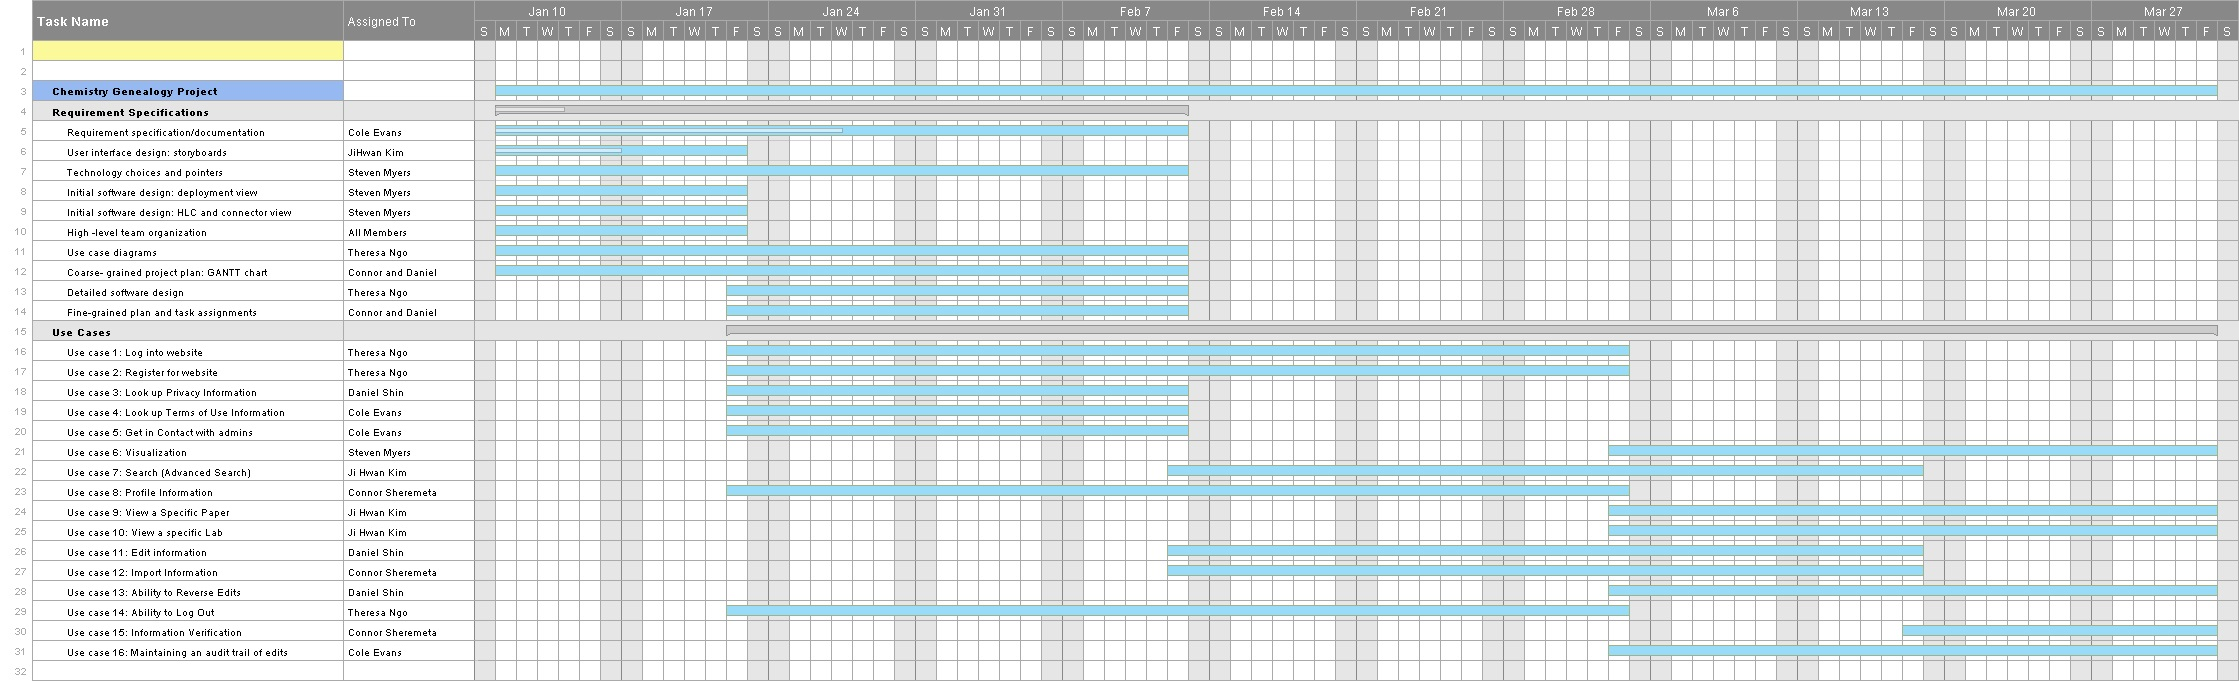 Task Name Assigned To Jan 10 Jan 17 Jan 24 Jan 31 Feb 7 Feb 14 Feb 21 Feb 28 Mar 6 Mar 13 Mar 20 Mar 27
S M T W T F S S M T W T F S S M T W T F S S M T W T F S S M T W T F S S M T W T F S S M T W T F S S M T W T F S S M T W T F S S M T W T F S S M T W T F S S M T W T F S
1
2
3 Chemistry Genealogy Project
4 Requirement Specifications
5 Requirement specification/documentation Cole Evans
6 User interface design: storyboards JiHwan Kim
7 Technology choices and pointers Steven Myers
8 Initial software design: deployment view Steven Myers
9 Initial software design: HLC and connector view Steven Myers
10 High -level team organization All Members
11 Use case diagrams Theresa Ngo
12 Coarse- grained project plan: GANTT chart Connor and Daniel
13 Detailed software design Theresa Ngo
14 Fine-grained plan and task assignments Connor and Daniel
15 Use Cases
16 Use case 1: Log into website Theresa Ngo
17 Use case 2: Register for website Theresa Ngo
18 Use case 3: Look up Privacy Information Daniel Shin
19 Use case 4: Look up Terms of Use Information Cole Evans
20 Use case 5: Get in Contact with admins Cole Evans
21 Use case 6: Visualization Steven Myers
22 Use case 7: Search (Advanced Search) Ji Hwan Kim
23 Use case 8: Profile Information Connor Sheremeta
24 Use case 9: View a Specific Paper Ji Hwan Kim
25 Use case 10: View a specific Lab Ji Hwan Kim
26 Use case 11: Edit information Daniel Shin
27 Use case 12: Import Information Connor Sheremeta
28 Use case 13: Ability to Reverse Edits Daniel Shin
29 Use case 14: Ability to Log Out Theresa Ngo
30 Use case 15: Information Verification Connor Sheremeta
31 Use case 16: Maintaining an audit trail of edits Cole Evans
32